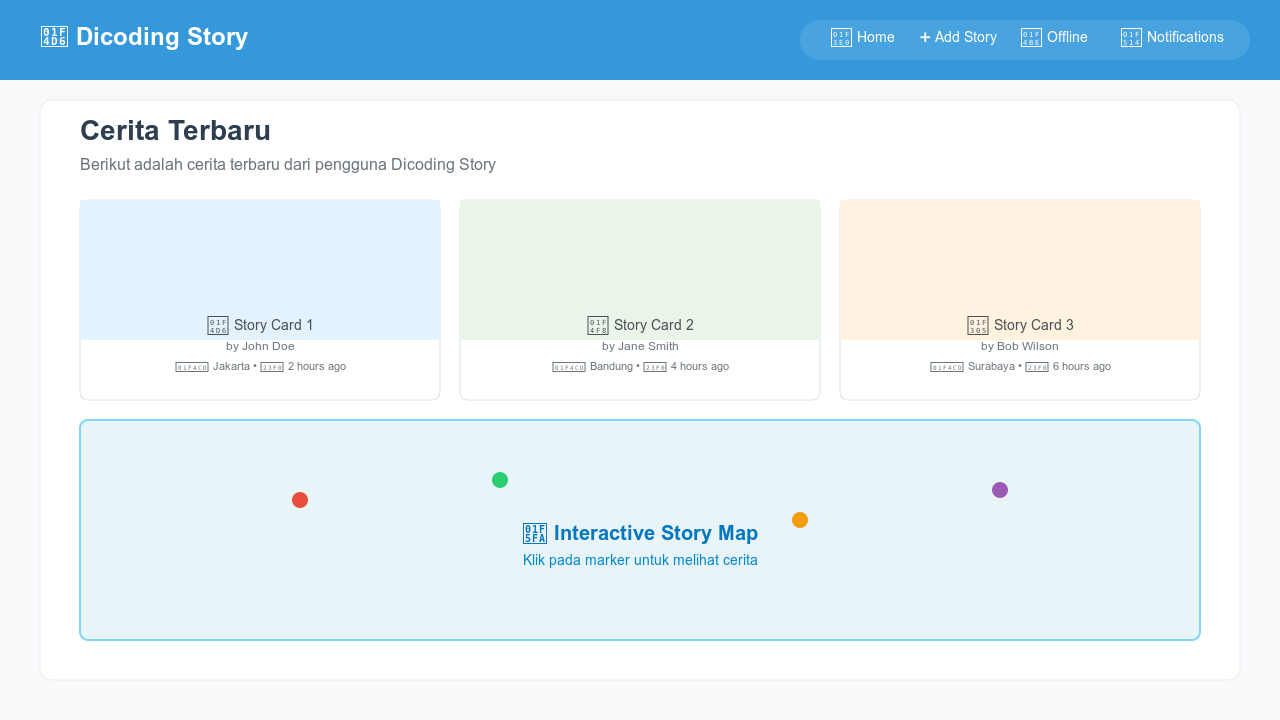 📖 Dicoding Story
🏠 Home
➕ Add Story
💾 Offline
🔔 Notifications
Cerita Terbaru
Berikut adalah cerita terbaru dari pengguna Dicoding Story
📖 Story Card 1
by John Doe
📍 Jakarta • ⏰ 2 hours ago
📸 Story Card 2
by Jane Smith
📍 Bandung • ⏰ 4 hours ago
🌅 Story Card 3
by Bob Wilson
📍 Surabaya • ⏰ 6 hours ago
🗺 Interactive Story Map
Klik pada marker untuk melihat cerita